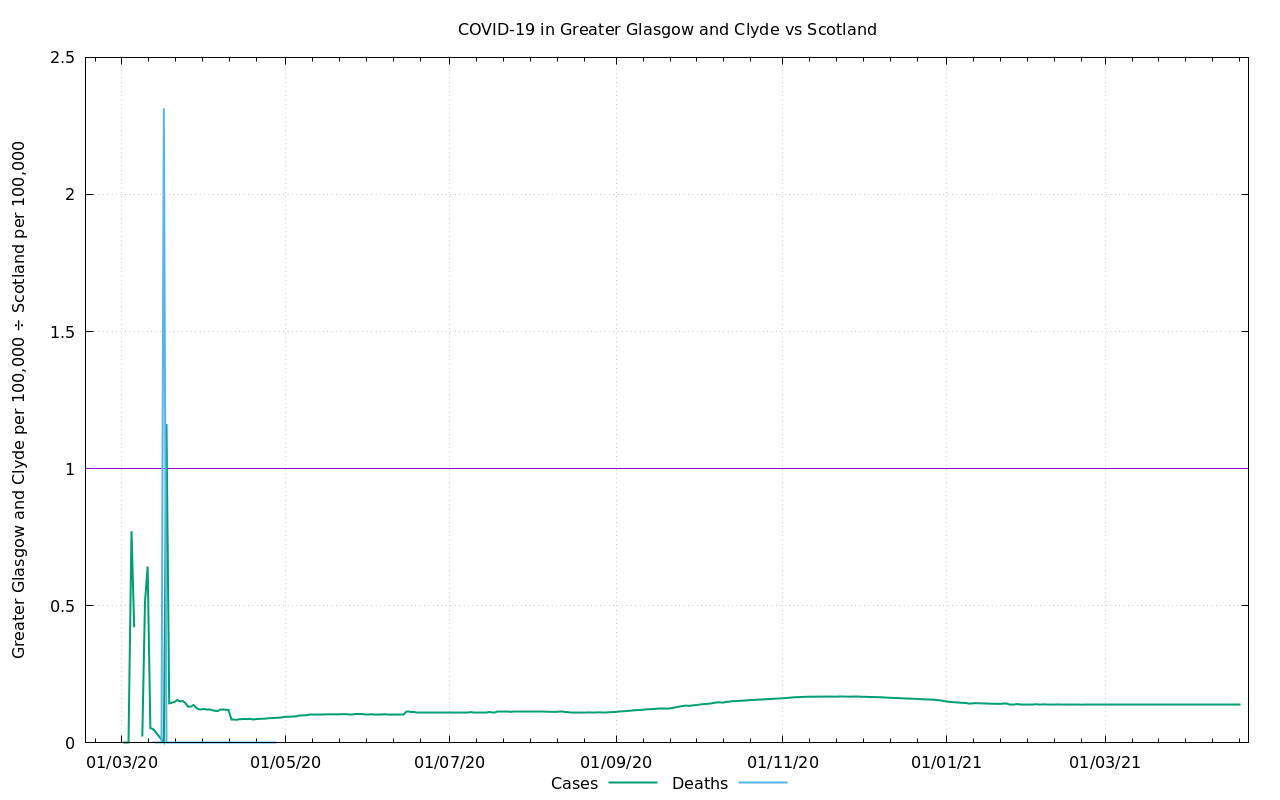 COVID-19 in Greater Glasgow and Clyde vs Scotland
Greater Glasgow and Clyde per 100,000 ÷ Scotland per 100,000
2.5
2
1.5
1
0.5
0
01/03/20 01/05/20 01/07/20 01/09/20 01/11/20 01/01/21 01/03/21
Cases Deaths